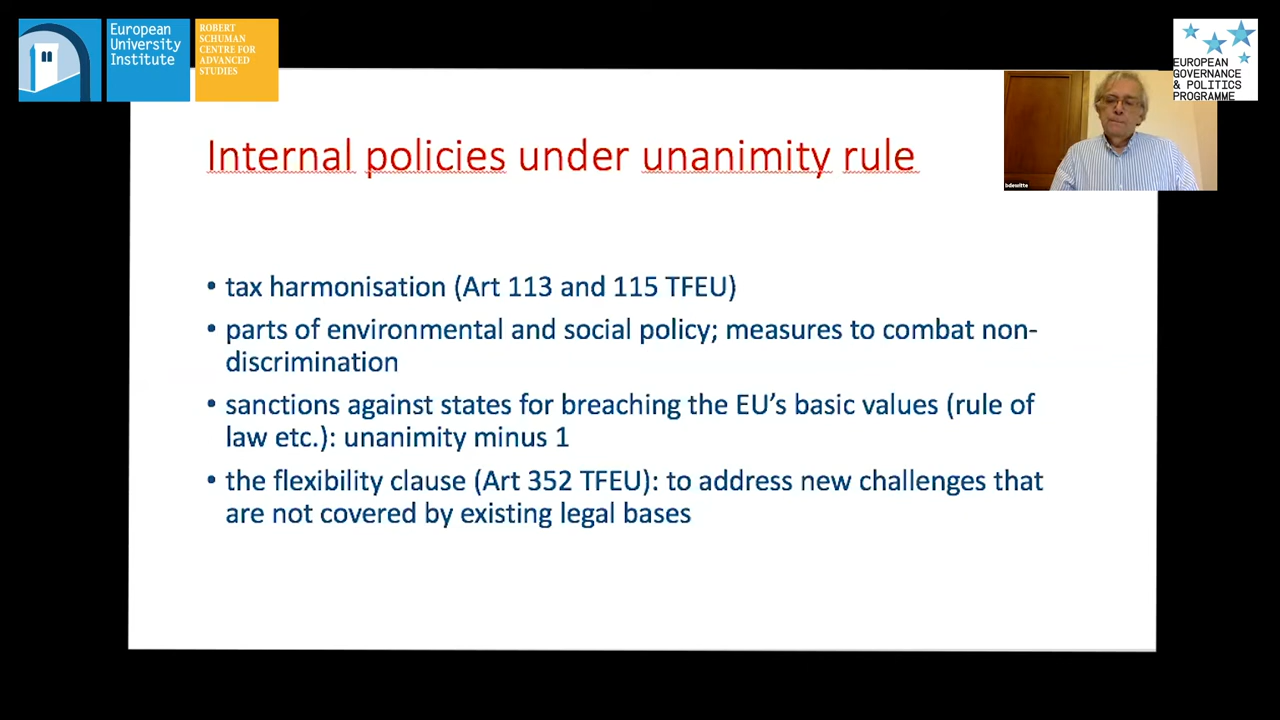 European
University
Institute
ROBERT
SCHUMAN
CENTRE FOR
ADVANCED
STUDIES
EUROPEAN
GOVERNANCE
& POLITICS
PROGRAMME
bdewitte
Internal policies under unanimity rule
• tax harmonisation (Art 113 and 115 TFEU)
• parts of environmental and social policy; measures to combat non-
discrimination
• sanctions against states for breaching the EU’s basic values (rule of
law etc.): unanimity minus 1
• the flexibility clause (Art 352 TFEU): to address new challenges that
are not covered by existing legal bases